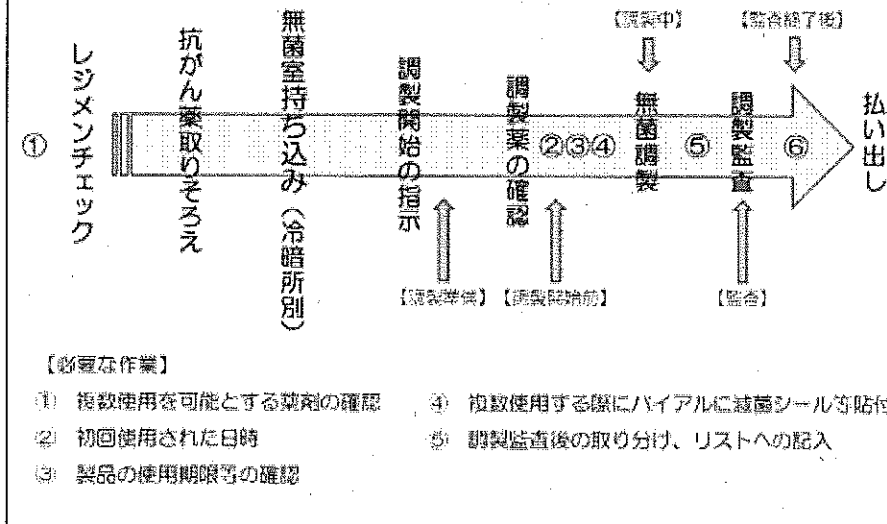 【調製中】 【監査終了後】
① レジメンチェック
抗がん薬取りそろえ
無菌室持ち込み(冷暗所別)
調製開始の指示
調製薬の確認
②③④
無菌調製
⑤
調製監査
⑥
払い出し
【調製準備】 【調製開始前】 【監査】
【必要な作業】
① 複数使用を可能とする薬剤の確認
② 初回使用された日時
③ 製品の使用期限等の確認
④ 複数使用する際にバイアルに滅菌シール等貼付
⑤ 調製監査後の取り分け、リストへの記入